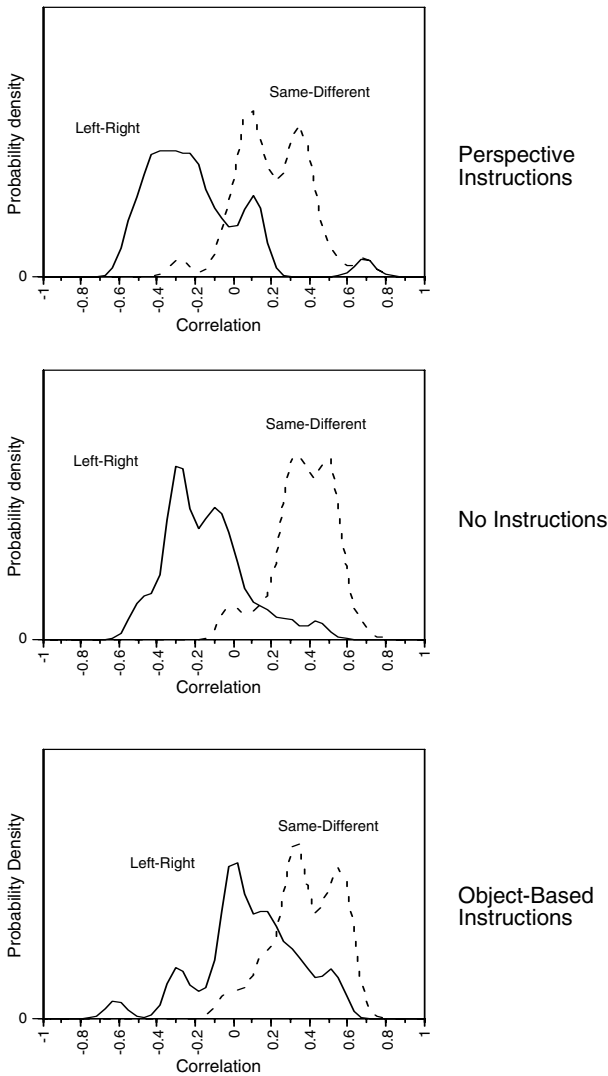 Probability density
Left-Right
Same-Different
Perspective
Instructions
0
-1
-0.8
-0.6
-0.4
-0.2
0
0.2
0.4
0.6
0.8
1
Correlation
Probability density
Left-Right
Same-Different
No Instructions
0
-1
-0.8
-0.6
-0.4
-0.2
0
0.2
0.4
0.6
0.8
1
Correlation
Probability Density
Left-Right
Same-Different
Object-Based
Instructions
0
-1
-0.8
-0.6
-0.4
-0.2
0
0.2
0.4
0.6
0.8
1
Correlation